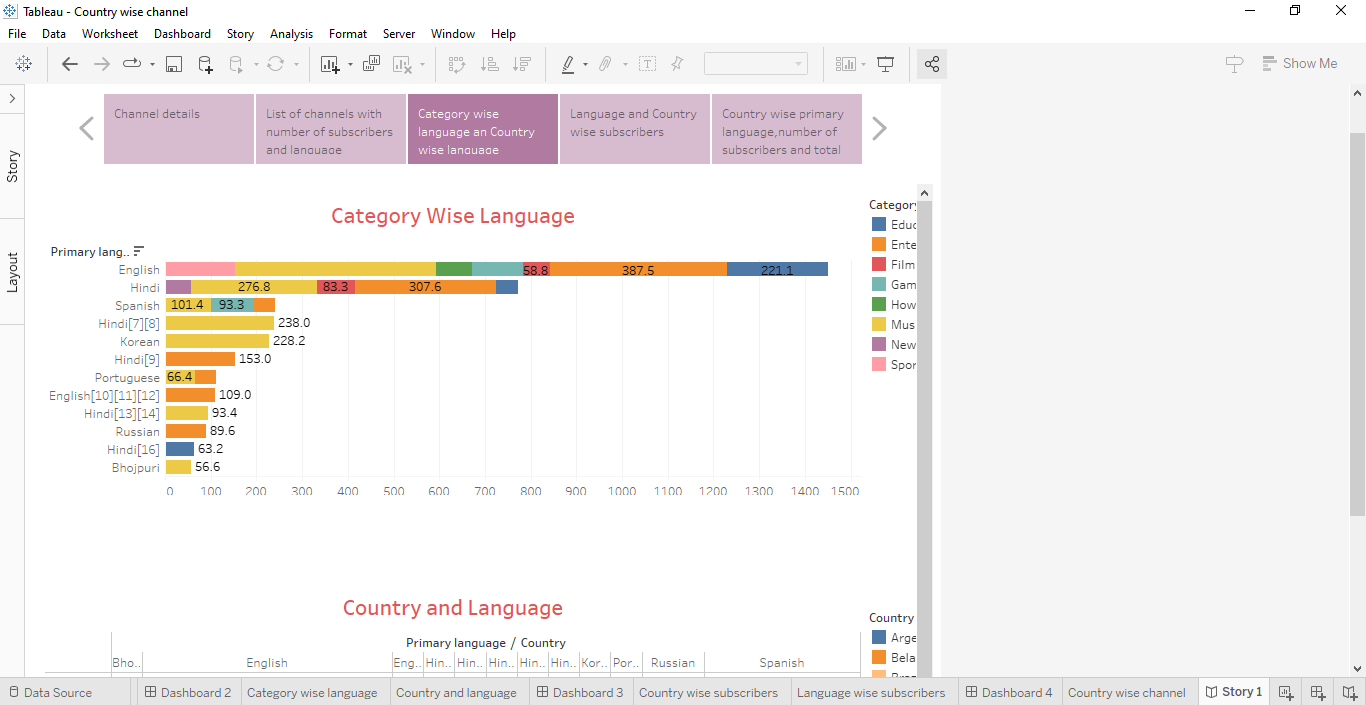 Tableau - Country wise channel
File Data Worksheet Dashboard Story Analysis Format Server Window Help
Show Me
Story
Layout
Channel details
List of channels with
number of subscribers
and language
Category wise
language an Country
wise language
Language and Country
wise subscribers
Country wise primary
language,number of
subscribers and total
Category Wise Language
Primary lang..
English 58.8 387.5 221.1
Hindi 276.8 83.3 307.6
Spanish 101.4 93.3
Hindi[7][8] 238.0
Korean 228.2
Hindi[9] 153.0
Portuguese 66.4
English[10][11][12] 109.0
Hindi[13][14] 93.4
Russian 89.6
Hindi[16] 63.2
Bhojpuri 56.6
0 100 200 300 400 500 600 700 800 900 1000 1100 1200 1300 1400 1500
Category
Educ
Ente
Film
Gam
How
Mus
New
Spor
Country and Language
Primary language / Country
Bho.. English Eng.. Hin.. Hin.. Hin.. Hin.. Hin.. Kor.. Por.. Russian Spanish
Country
Arge
Bela
Data Source Dashboard 2 Category wise language Country and language Dashboard 3 Country wise subscribers Language wise subscribers Dashboard 4 Country wise channel Story 1